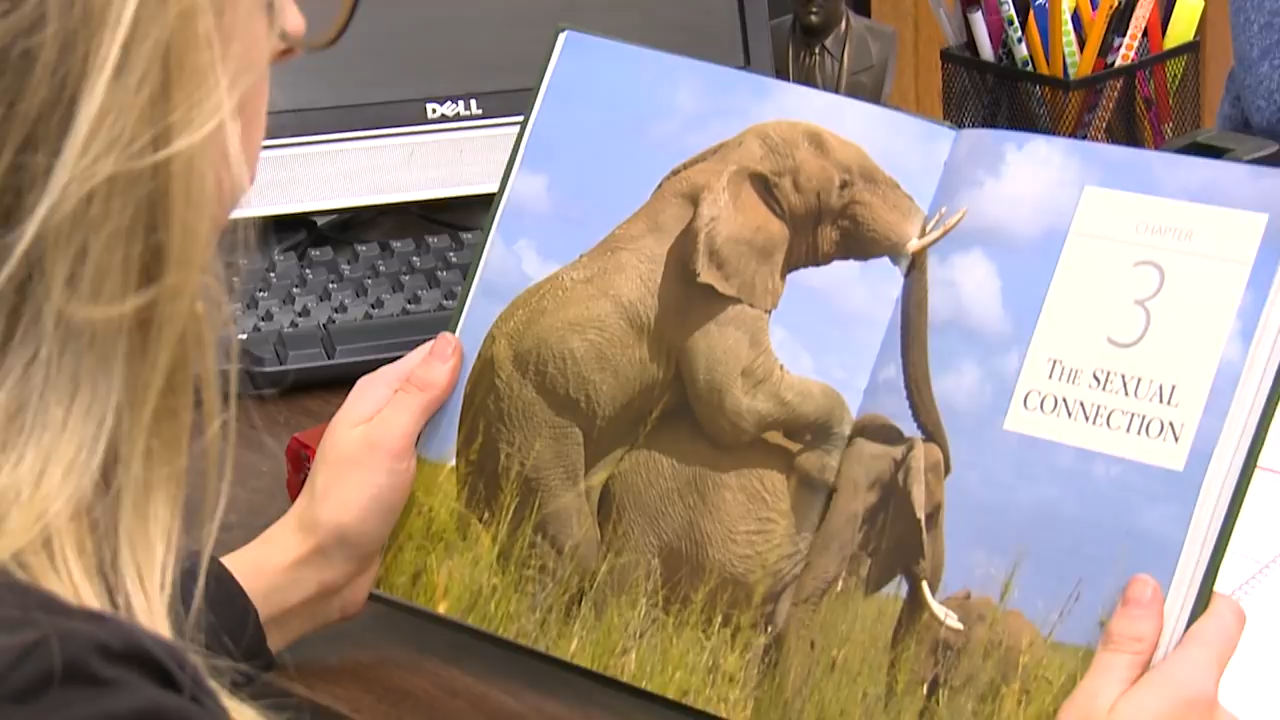 DELL
CHAPTER
3
THE SEXUAL
CONNECTION